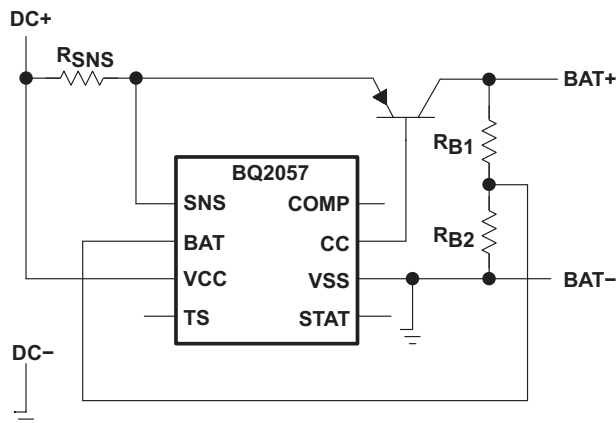 DC+
RSNS
BAT+
RB1
BQ2057
SNS
COMP
BAT
CC
RB2
VCC
VSS
BAT−
TS
STAT
DC−